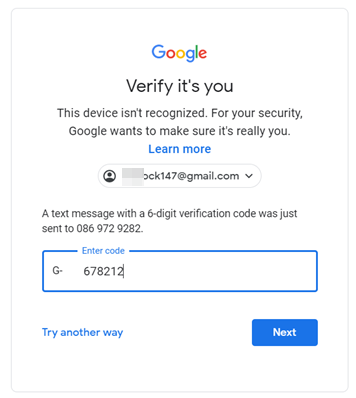 Google
Verify it's you
This device isn't recognized. For your security,
Google wants to make sure it's really you.
Learn more
ock147@gmail.com
A text message with a 6-digit verification code was just
sent to 086 972 9282.
Enter code
G- 678212
Try another way
Next